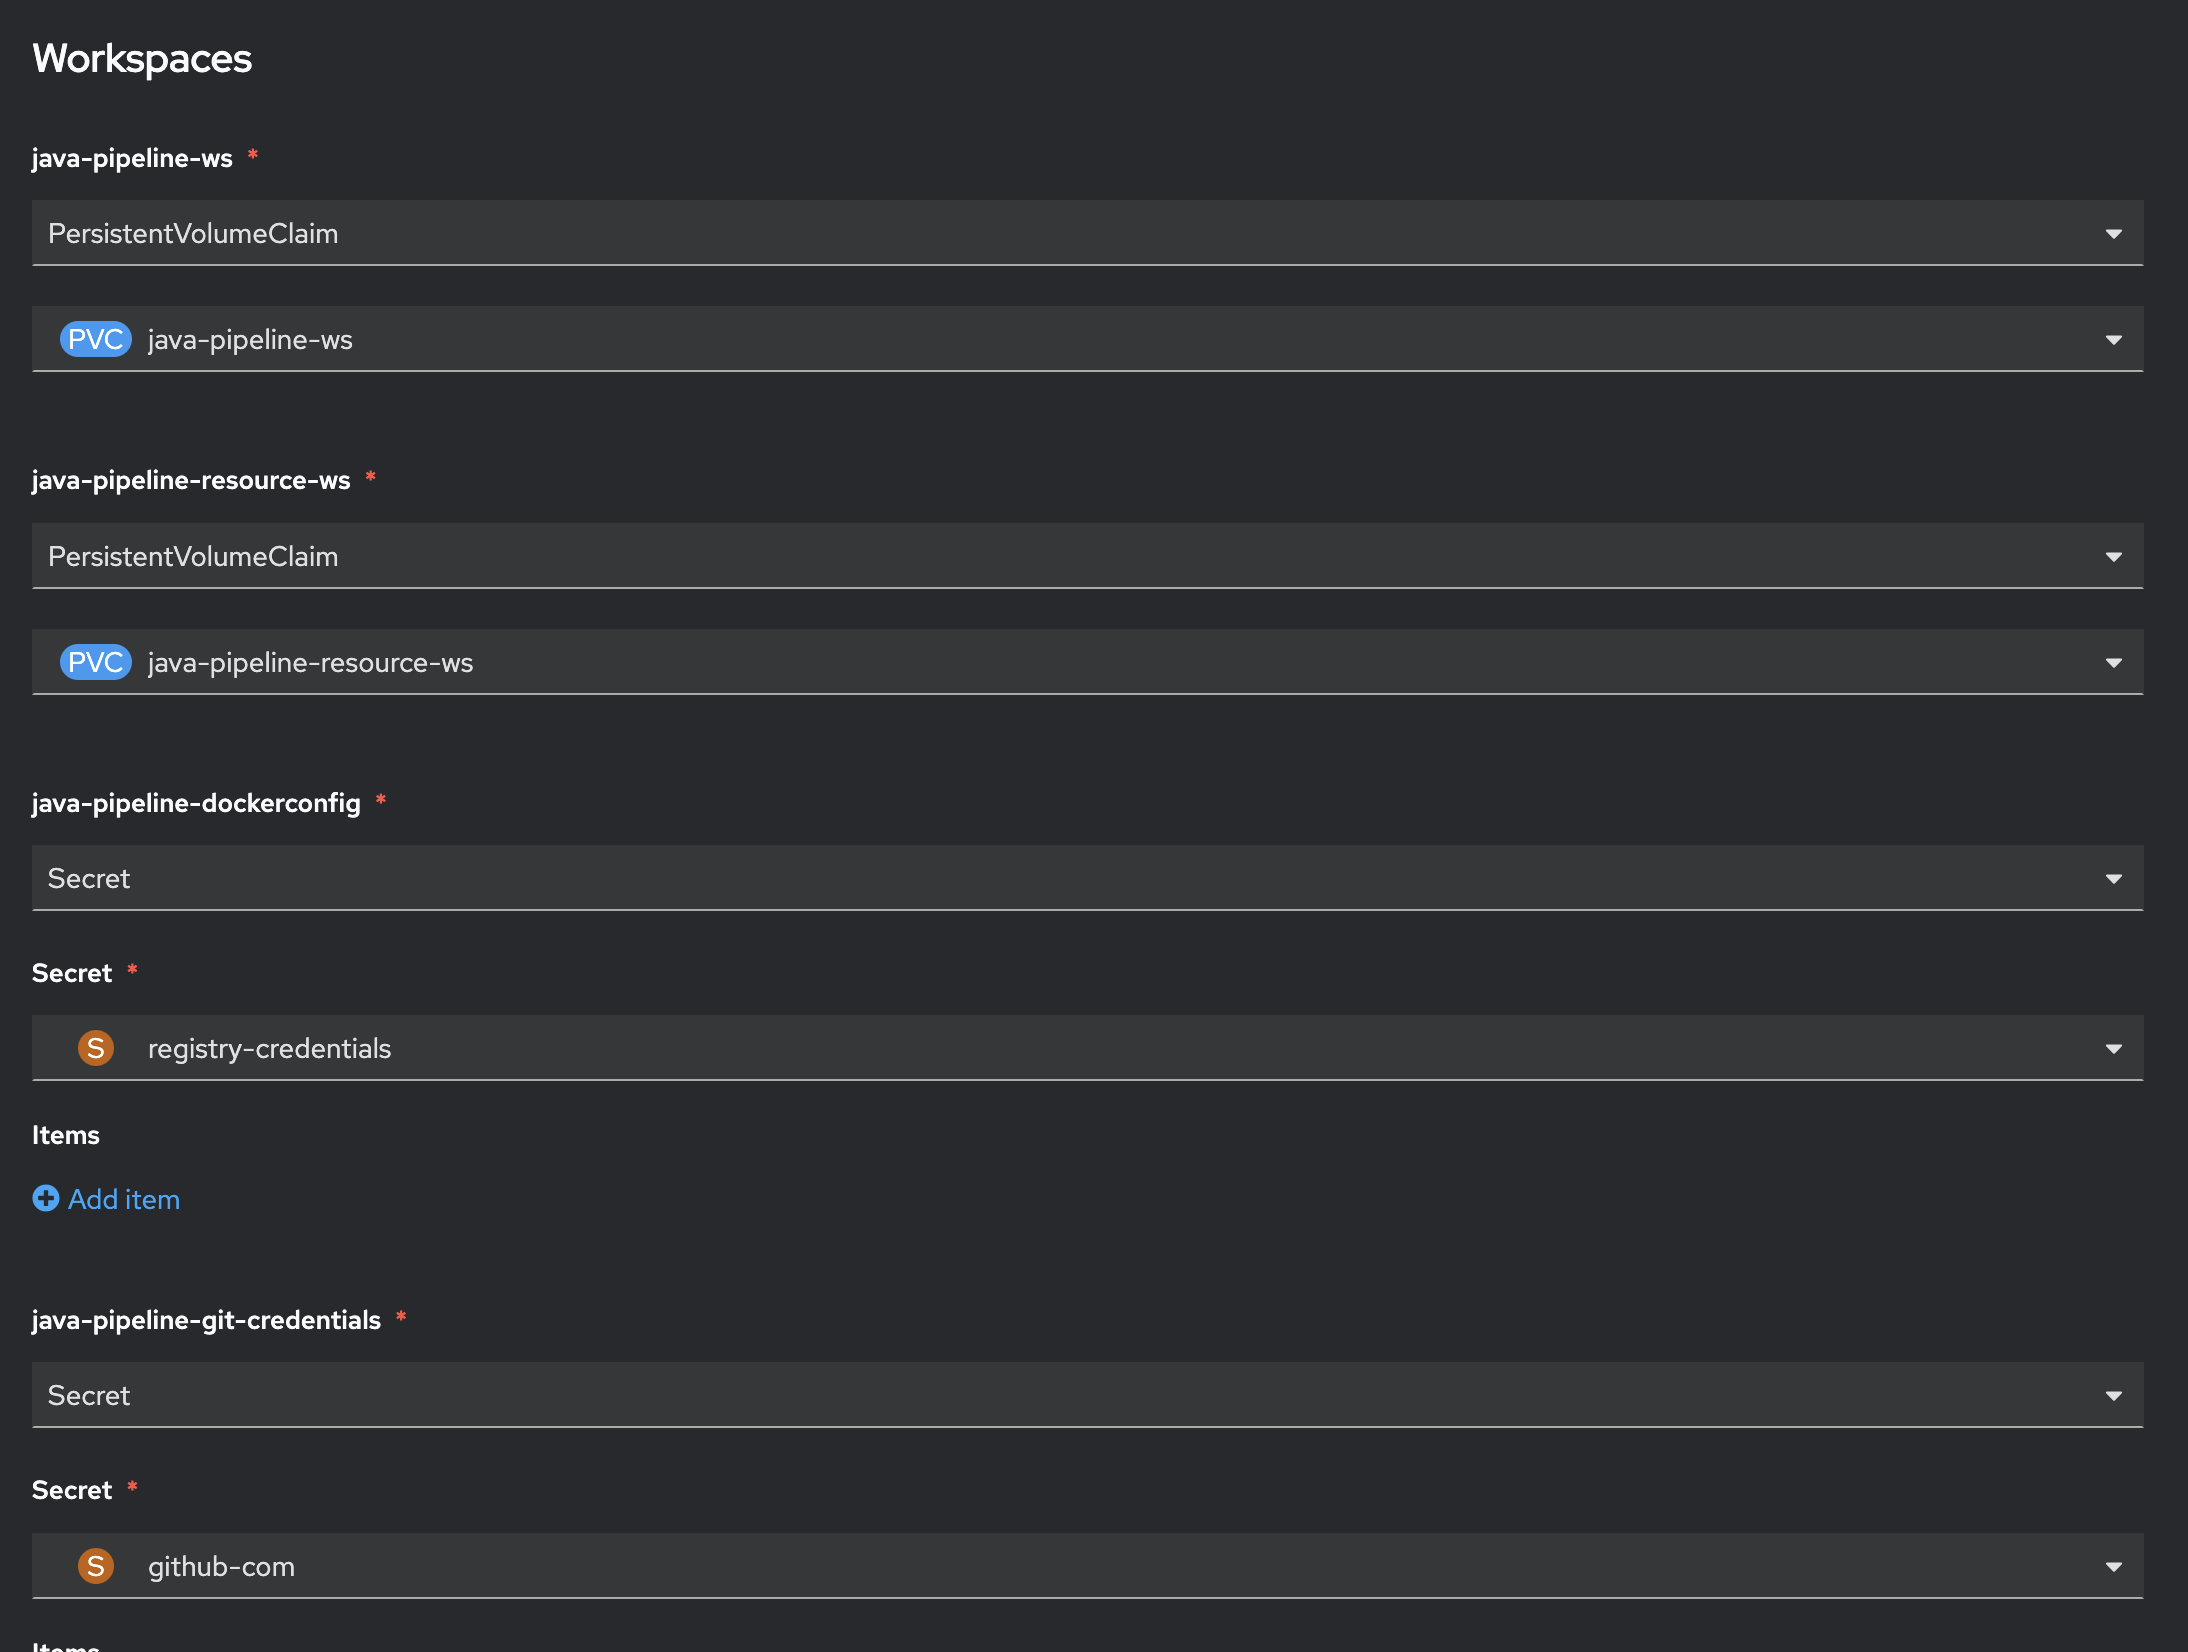 Workspaces
java-pipeline-ws *
PersistentVolumeClaim
PVC java-pipeline-ws
java-pipeline-resource-ws *
PersistentVolumeClaim
PVC java-pipeline-resource-ws
java-pipeline-dockerconfig *
Secret
Secret *
S registry-credentials
Items
Add item
java-pipeline-git-credentials *
Secret
Secret *
S github-com
Items